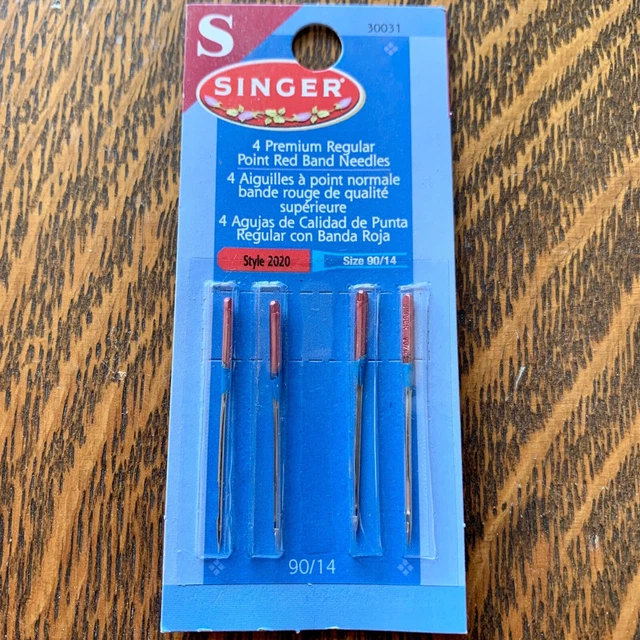 S
30031
SINGER
4 Premium Regular
Point Red Band Needles
4 Aiguilles à point normale
bande rouge de qualité
supérieure
4 Agujas de Calidad de Punta
Regular con Banda Roja
Style 2020 Size 90/14
90/14